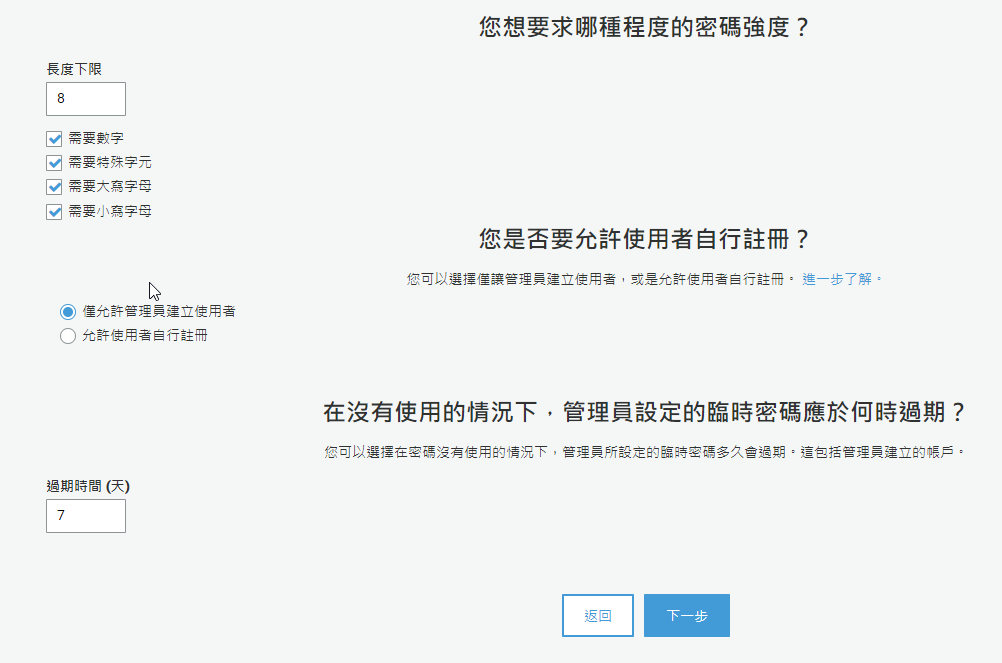 您想要求哪種程度的密碼強度？
長度下限
8
需要數字
需要特殊字元
需要大寫字母
需要小寫字母
您是否要允許使用者自行註冊？
您可以選擇僅讓管理員建立使用者，或是允許使用者自行註冊。 進一步了解。
僅允許管理員建立使用者
允許使用者自行註冊
在沒有使用的情況下，管理員設定的臨時密碼應於何時過期？
您可以選擇在密碼沒有使用的情況下，管理員所設定的臨時密碼多久會過期。這包括管理員建立的帳戶。
過期時間 (天)
7
返回 下一步